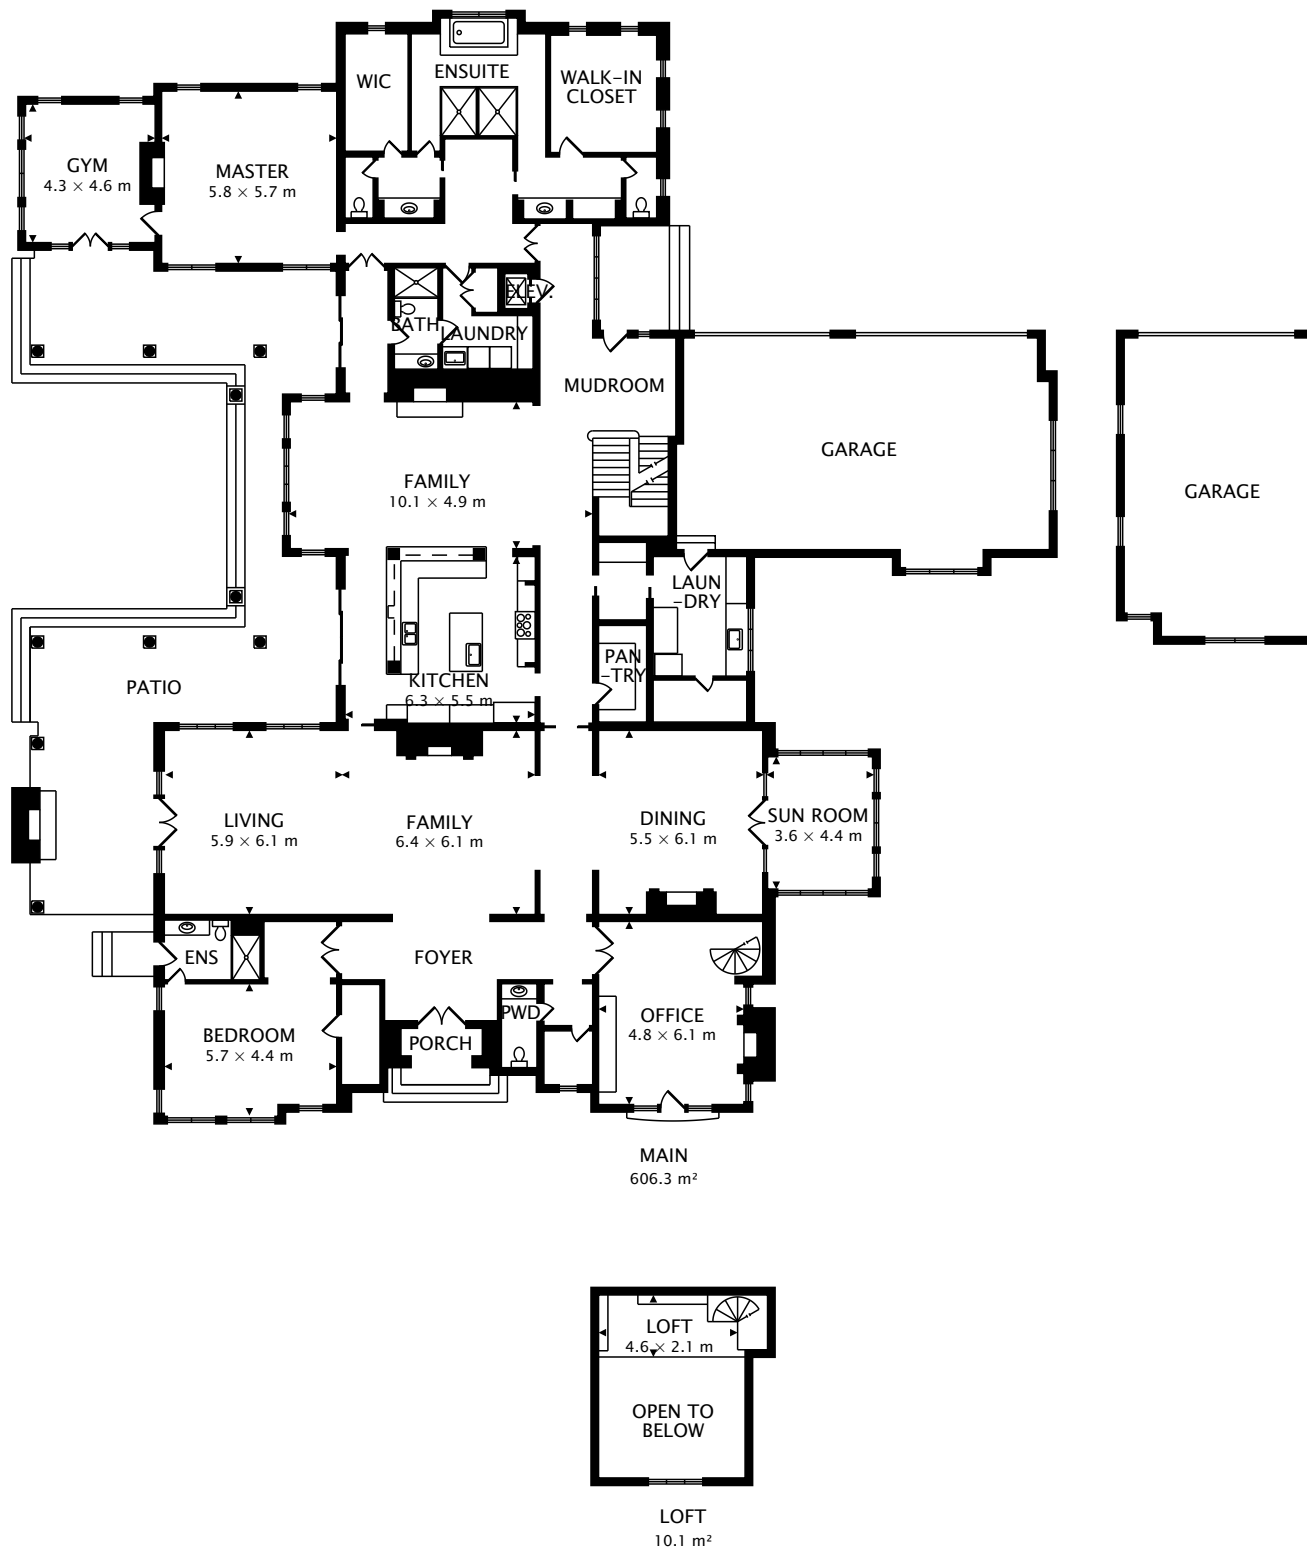 WIC
ENSUITE
WALK-IN
CLOSET
GYM
4.3 × 4.6 m
MASTER
5.8 × 5.7 m
ELEV.
BATH
LAUNDRY
MUDROOM
GARAGE
GARAGE
FAMILY
10.1 × 4.9 m
LAUN
-DRY
PAN
-TRY
KITCHEN
6.3 × 5.5 m
PATIO
LIVING
5.9 × 6.1 m
FAMILY
6.4 × 6.1 m
DINING
5.5 × 6.1 m
SUN ROOM
3.6 × 4.4 m
ENS
FOYER
BEDROOM
5.7 × 4.4 m
PORCH
PWD
OFFICE
4.8 × 6.1 m
MAIN
606.3 m²
LOFT
4.6 × 2.1 m
OPEN TO
BELOW
LOFT
10.1 m²